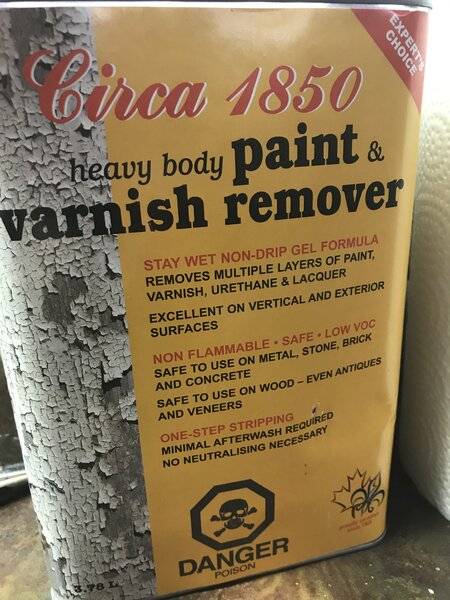 EXPERT'S
CHOICE
Circa 1850
heavy body paint &
varnish remover
STAY WET NON-DRIP GEL FORMULA
REMOVES MULTIPLE LAYERS OF PAINT,
VARNISH, URETHANE & LACQUER
EXCELLENT ON VERTICAL AND EXTERIOR
SURFACES
NON FLAMMABLE • SAFE • LOW VOC
SAFE TO USE ON METAL, STONE, BRICK
AND CONCRETE
SAFE TO USE ON WOOD – EVEN ANTIQUES
AND VENEERS
ONE-STEP STRIPPING
MINIMAL AFTERWASH REQUIRED
NO NEUTRALISING NECESSARY
DANGER
POISON
3.78 L